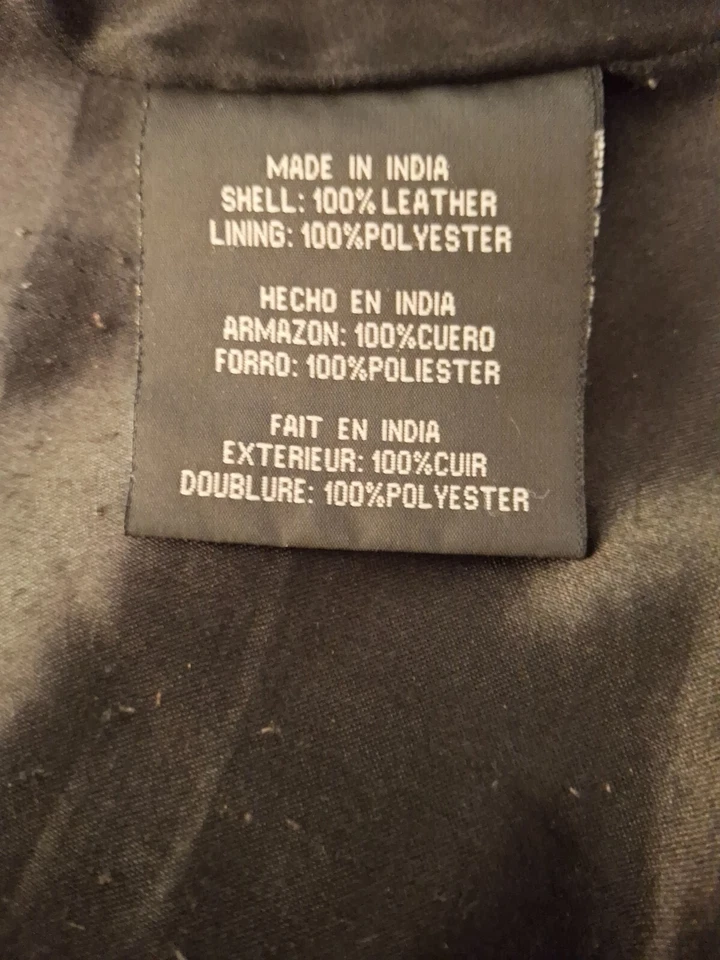 MADE IN INDIA
SHELL: 100% LEATHER
LINING: 100%POLYESTER
HECHO EN INDIA
ARMAZON: 100%CUERO
FORRO: 100%POLIESTER
FAIT EN INDIA
EXTERIEUR: 100%CUIR
DOUBLURE: 100%POLYESTER